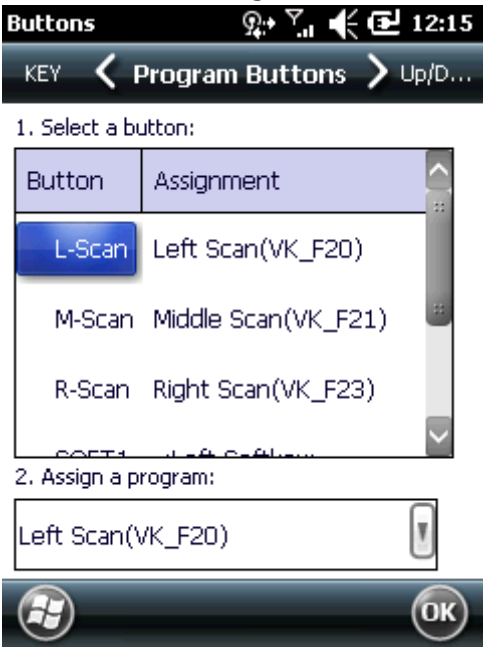 Buttons 12:15
KEY Program Buttons Up/D...
1. Select a button:
Button Assignment
L-Scan Left Scan(VK_F20)
M-Scan Middle Scan(VK_F21)
R-Scan Right Scan(VK_F23)
2. Assign a program:
Left Scan(VK_F20)
OK